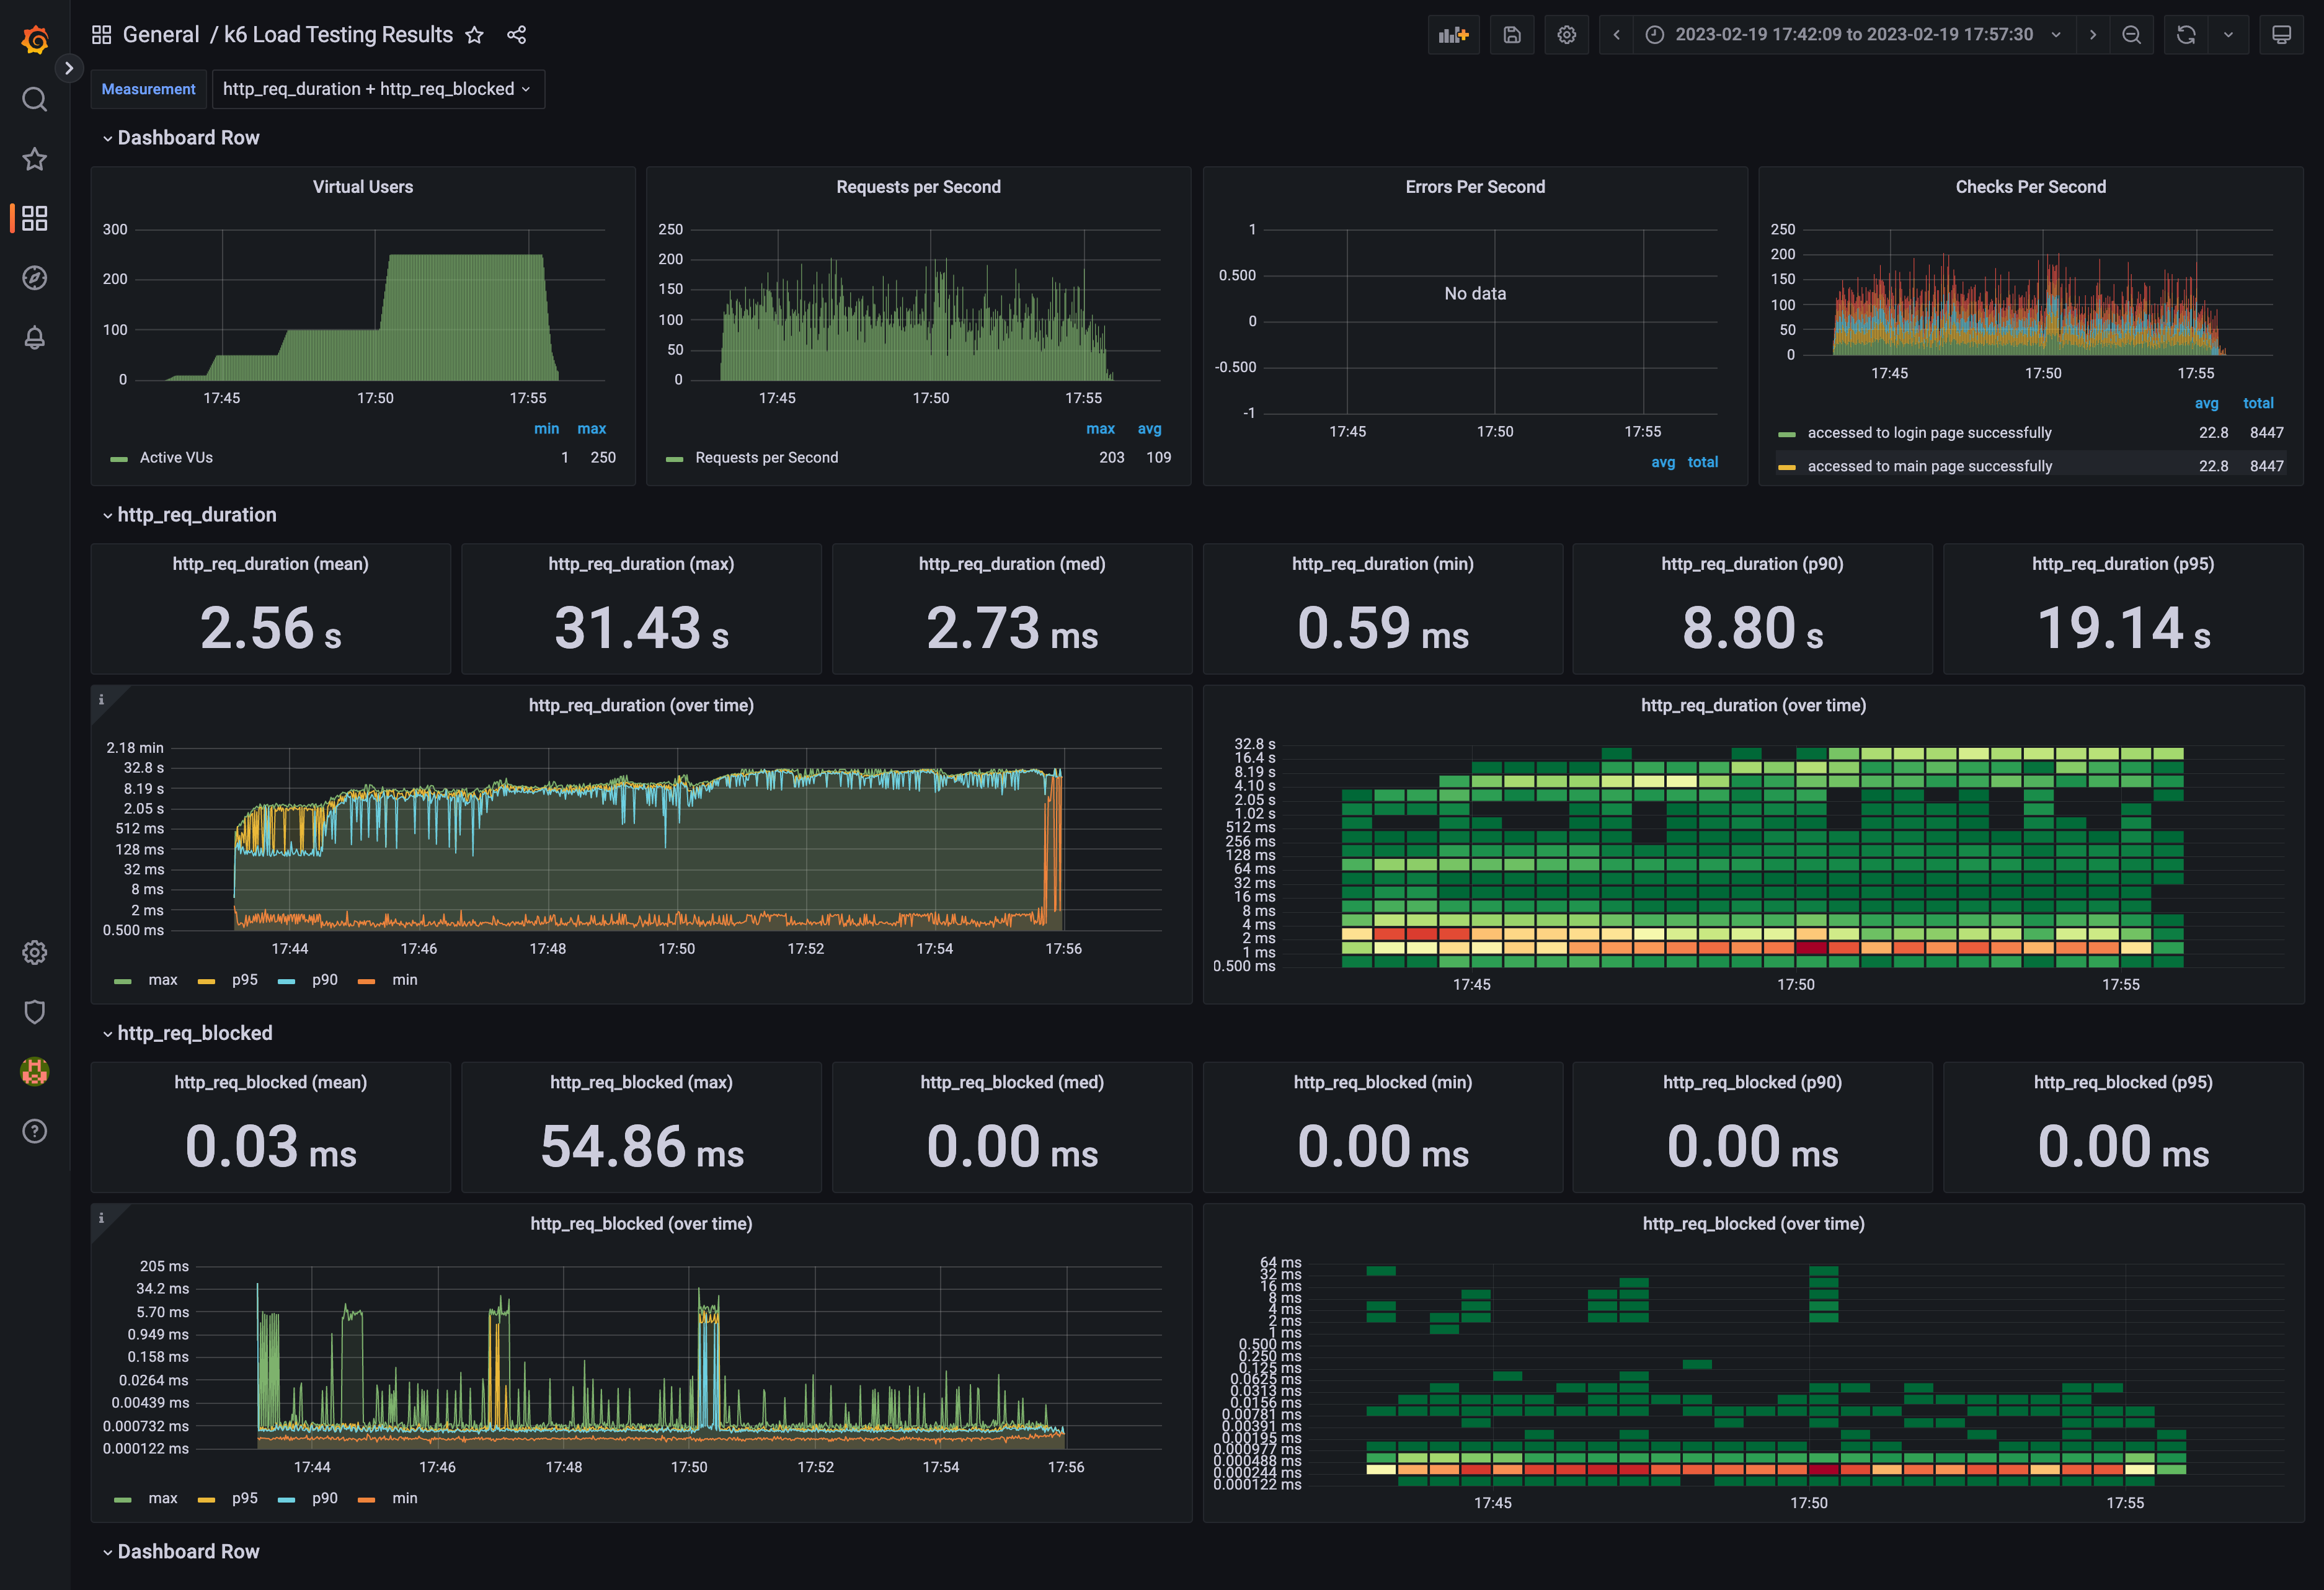 General / k6 Load Testing Results
2023-02-19 17:42:09 to 2023-02-19 17:57:30
Measurement http_req_duration + http_req_blocked
Dashboard Row
Virtual Users
300
200
100
0
17:45 17:50 17:55
min max
Active VUs 1 250
Requests per Second
250
200
150
100
50
0
17:45 17:50 17:55
max avg
Requests per Second 203 109
Errors Per Second
1
0.500
0
-0.500
-1
No data
17:45 17:50 17:55
avg total
Checks Per Second
250
200
150
100
50
0
17:45 17:50 17:55
avg total
accessed to login page successfully 22.8 8447
accessed to main page successfully 22.8 8447
http_req_duration
http_req_duration (mean)
2.56 s
http_req_duration (max)
31.43 s
http_req_duration (med)
2.73 ms
http_req_duration (min)
0.59 ms
http_req_duration (p90)
8.80 s
http_req_duration (p95)
19.14 s
http_req_duration (over time)
2.18 min
32.8 s
8.19 s
2.05 s
512 ms
128 ms
32 ms
8 ms
2 ms
0.500 ms
17:44 17:46 17:48 17:50 17:52 17:54 17:56
max p95 p90 min
http_req_duration (over time)
32.8 s
16.4 s
8.19 s
4.10 s
2.05 s
1.02 s
512 ms
256 ms
128 ms
64 ms
32 ms
16 ms
8 ms
4 ms
2 ms
1 ms
0.500 ms
17:45 17:50 17:55
http_req_blocked
http_req_blocked (mean)
0.03 ms
http_req_blocked (max)
54.86 ms
http_req_blocked (med)
0.00 ms
http_req_blocked (min)
0.00 ms
http_req_blocked (p90)
0.00 ms
http_req_blocked (p95)
0.00 ms
http_req_blocked (over time)
205 ms
34.2 ms
5.70 ms
0.949 ms
0.158 ms
0.0264 ms
0.00439 ms
0.000732 ms
0.000122 ms
17:44 17:46 17:48 17:50 17:52 17:54 17:56
max p95 p90 min
http_req_blocked (over time)
64 ms
32 ms
16 ms
8 ms
4 ms
2 ms
1 ms
0.500 ms
0.250 ms
0.125 ms
0.0625 ms
0.0313 ms
0.0156 ms
0.00781 ms
0.00391 ms
0.00195 ms
0.000977 ms
0.000488 ms
0.000244 ms
0.000122 ms
17:45 17:50 17:55
Dashboard Row